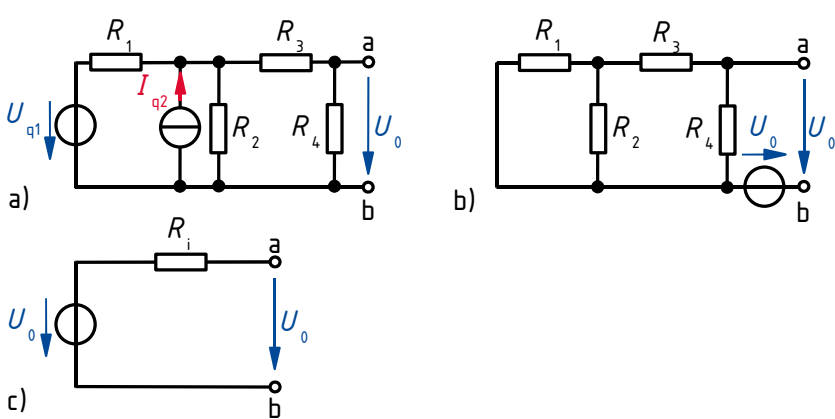 R1 R3 a
Iq2
Uq1 R2 R4 U0
a) b
R1 R3 a
R2 R4 U0 U0
b) b
Ri a
U0 U0
c) b